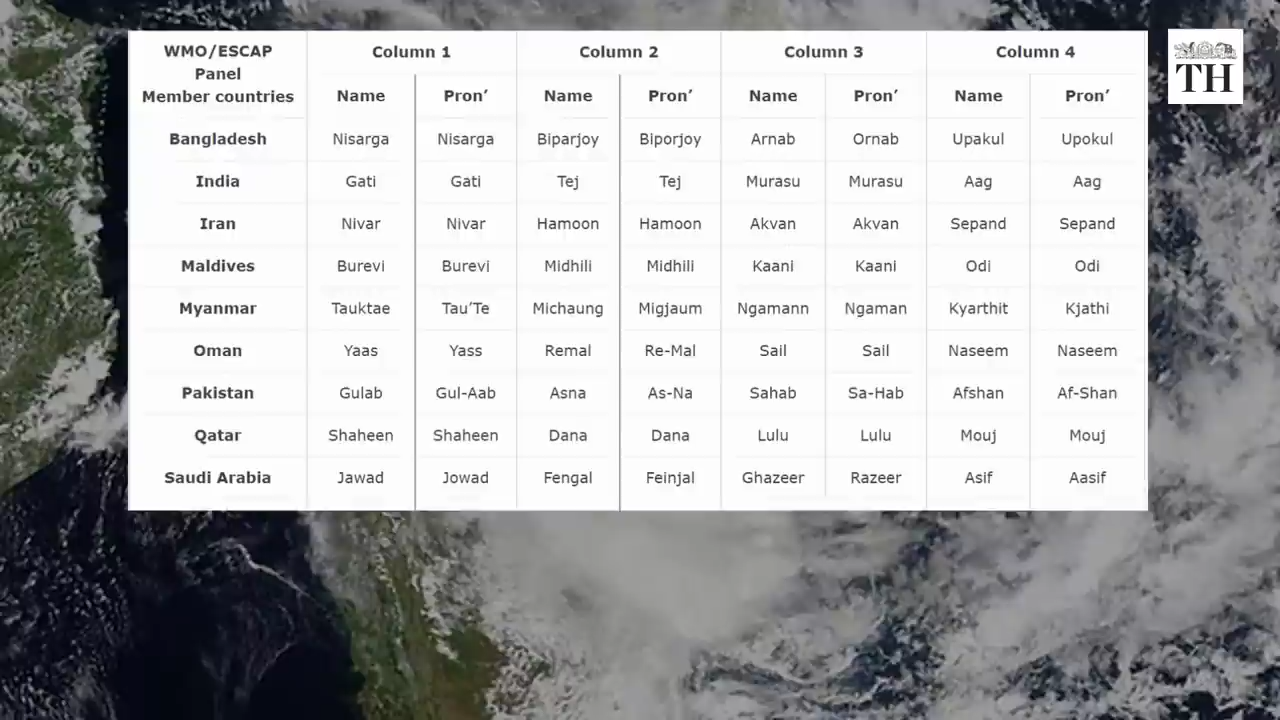 WMO/ESCAP Panel Member countries Column 1 Column 2 Column 3 Column 4
Name Pron’ Name Pron’ Name Pron’ Name Pron’
Bangladesh Nisarga Nisarga Biparjoy Biporjoy Arnab Ornab Upakul Upokul
India Gati Gati Tej Tej Murasu Murasu Aag Aag
Iran Nivar Nivar Hamoon Hamoon Akvan Akvan Sepand Sepand
Maldives Burevi Burevi Midhili Midhili Kaani Kaani Odi Odi
Myanmar Tauktae Tau’Te Michaung Migjaum Ngamann Ngaman Kyarthit Kjathi
Oman Yaas Yass Remal Re-Mal Sail Sail Naseem Naseem
Pakistan Gulab Gul-Aab Asna As-Na Sahab Sa-Hab Afshan Af-Shan
Qatar Shaheen Shaheen Dana Dana Lulu Lulu Mouj Mouj
Saudi Arabia Jawad Jowad Fengal Feinjal Ghazeer Razeer Asif Aasif
TH